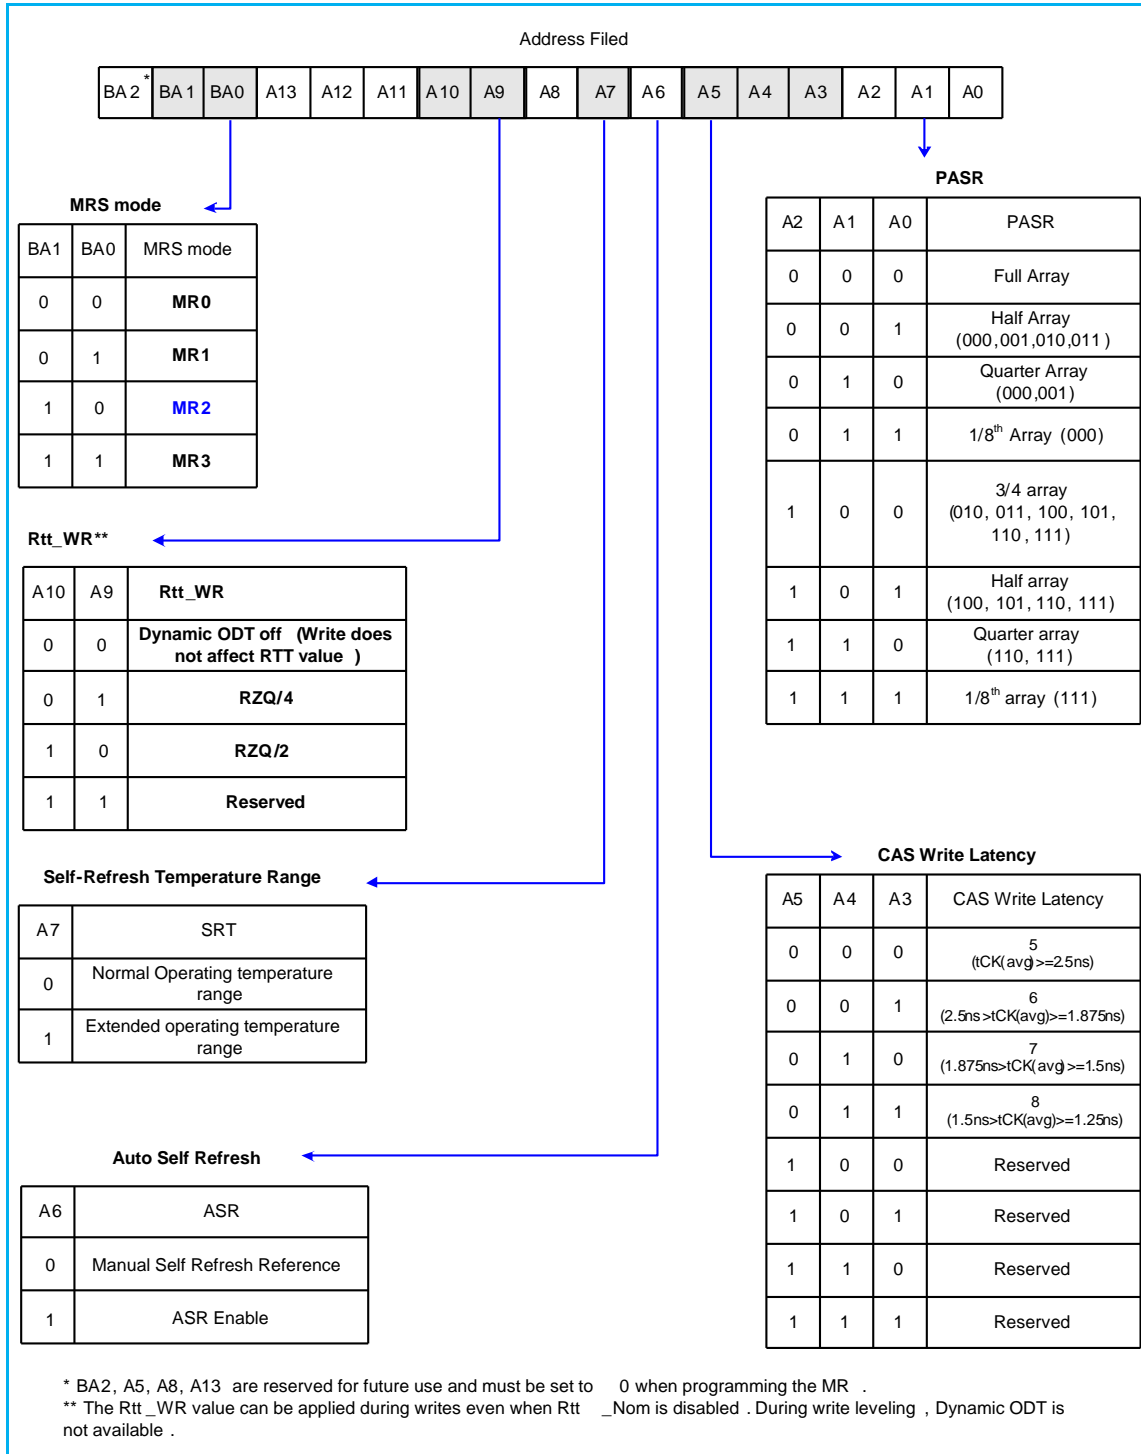 Address Filed
BA2* BA1 BA0 A13 A12 A11 A10 A9 A8 A7 A6 A5 A4 A3 A2 A1 A0
MRS mode
BA1 BA0 MRS mode
0 0 MR0
0 1 MR1
1 0 MR2
1 1 MR3
Rtt_WR**
A10 A9 Rtt_WR
0 0 Dynamic ODT off (Write does
not affect RTT value )
0 1 RZQ/4
1 0 RZQ/2
1 1 Reserved
Self-Refresh Temperature Range
A7 SRT
0 Normal Operating temperature
range
1 Extended operating temperature
range
Auto Self Refresh
A6 ASR
0 Manual Self Refresh Reference
1 ASR Enable
PASR
A2 A1 A0 PASR
0 0 0 Full Array
0 0 1 Half Array
(000,001,010,011)
0 1 0 Quarter Array
(000,001)
0 1 1 1/8th Array (000)
1 0 0 3/4 array
(010, 011, 100, 101,
110, 111)
1 0 1 Half array
(100, 101, 110, 111)
1 1 0 Quarter array
(110, 111)
1 1 1 1/8th array (111)
CAS Write Latency
A5 A4 A3 CAS Write Latency
0 0 0 5
(tCK(avg)>=2.5ns)
0 0 1 6
(2.5ns>tCK(avg)>=1.875ns)
0 1 0 7
(1.875ns>tCK(avg)>=1.5ns)
0 1 1 8
(1.5ns>tCK(avg)>=1.25ns)
1 0 0 Reserved
1 0 1 Reserved
1 1 0 Reserved
1 1 1 Reserved
* BA2, A5, A8, A13 are reserved for future use and must be set to 0 when programming the MR .
** The Rtt_WR value can be applied during writes even when Rtt_Nom is disabled . During write leveling , Dynamic ODT is
not available .